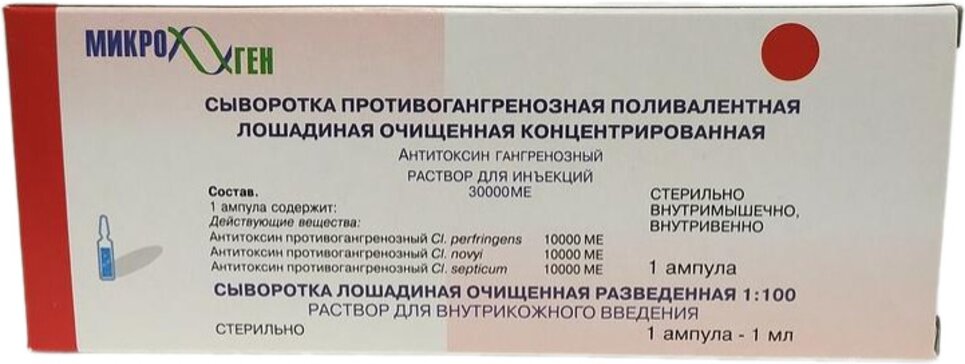 МИКРОГЕН
СЫВОРОТКА ПРОТИВОГАНГРЕНОЗНАЯ ПОЛИВАЛЕНТНАЯ
ЛОШАДИНАЯ ОЧИЩЕННАЯ КОНЦЕНТРИРОВАННАЯ
АНТИТОКСИН ГАНГРЕНОЗНЫЙ
РАСТВОР ДЛЯ ИНЪЕКЦИЙ
30000МЕ
Состав.
1 ампула содержит:
Действующие вещества:
Антитоксин противогангренозный Cl. perfringens 10000 МЕ
Антитоксин противогангренозный Cl. novyi 10000 МЕ
Антитоксин противогангренозный Cl. septicum 10000 МЕ
СТЕРИЛЬНО
ВНУТРИМЫШЕЧНО,
ВНУТРИВЕННО
1 ампула
СЫВОРОТКА ЛОШАДИНАЯ ОЧИЩЕННАЯ РАЗВЕДЕННАЯ 1:100
РАСТВОР ДЛЯ ВНУТРИКОЖНОГО ВВЕДЕНИЯ
СТЕРИЛЬНО 1 ампула - 1 мл